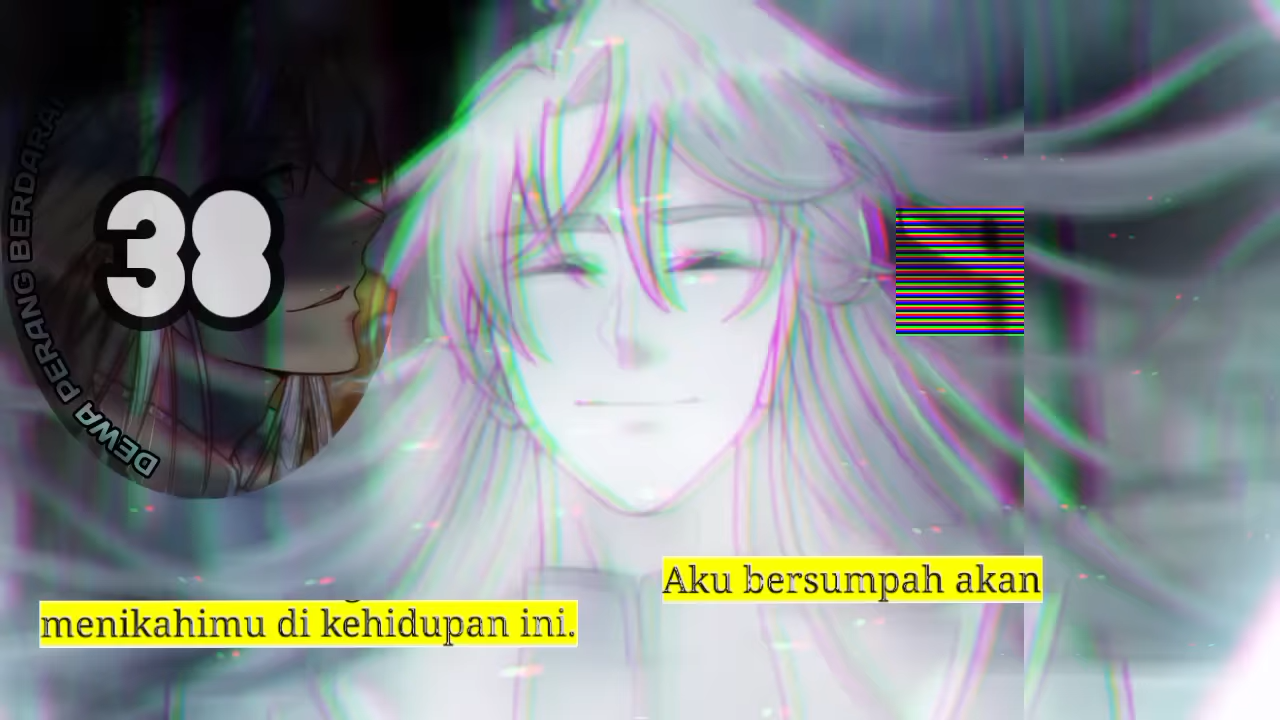 DEWA PERANG BERDARAH
38
Aku bersumpah akan
menikahimu di kehidupan ini.